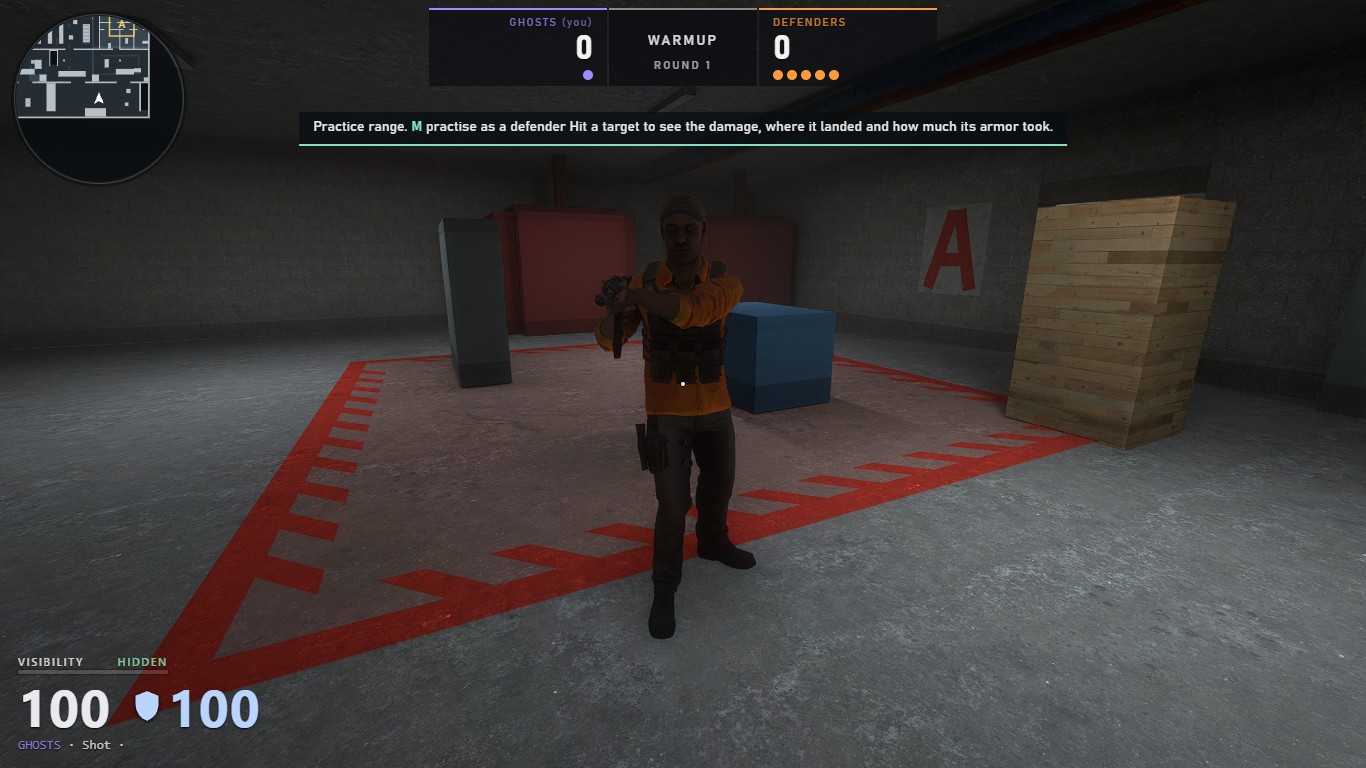 A
GHOSTS (you)
0
WARMUP
ROUND 1
DEFENDERS
0
Practice range. M practise as a defender Hit a target to see the damage, where it landed and how much its armor took.
A
VISIBILITY HIDDEN
100 100
GHOSTS · Shot ·